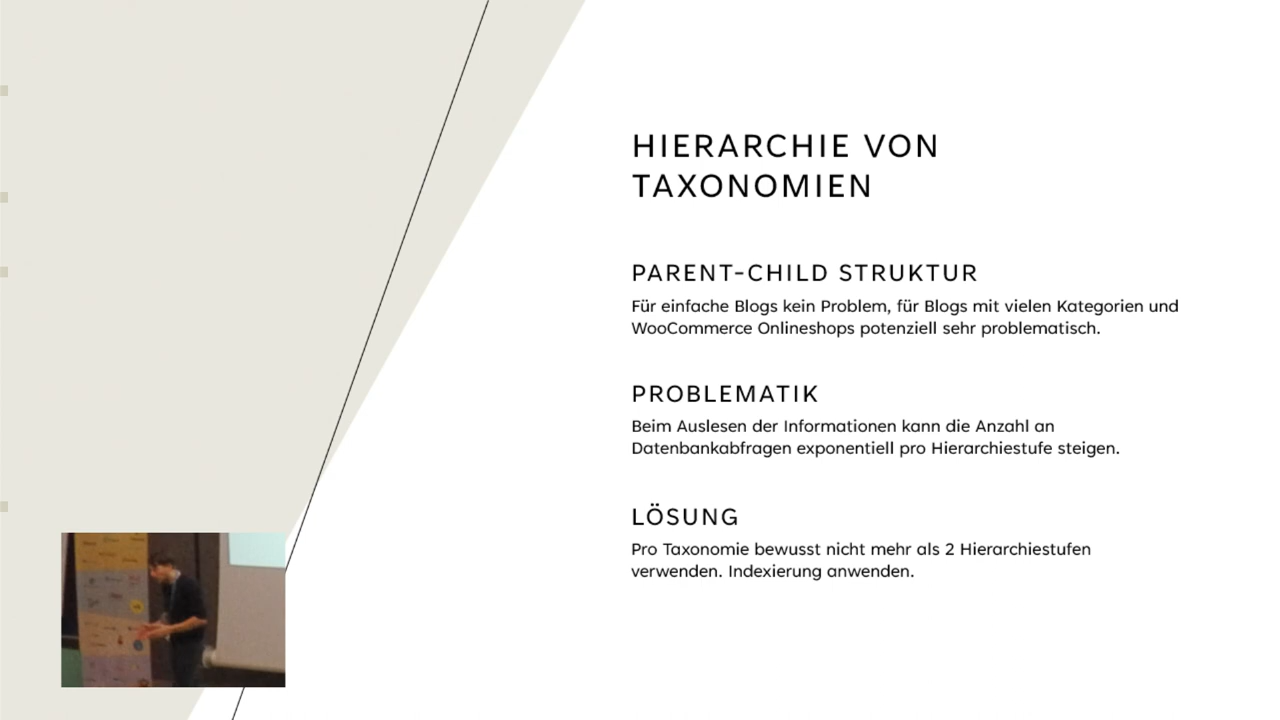 HIERARCHIE VON
TAXONOMIEN
PARENT-CHILD STRUKTUR
Für einfache Blogs kein Problem, für Blogs mit vielen Kategorien und
WooCommerce Onlineshops potenziell sehr problematisch.
PROBLEMATIK
Beim Auslesen der Informationen kann die Anzahl an
Datenbankabfragen exponentiell pro Hierarchiestufe steigen.
LÖSUNG
Pro Taxonomie bewusst nicht mehr als 2 Hierarchiestufen
verwenden. Indexierung anwenden.